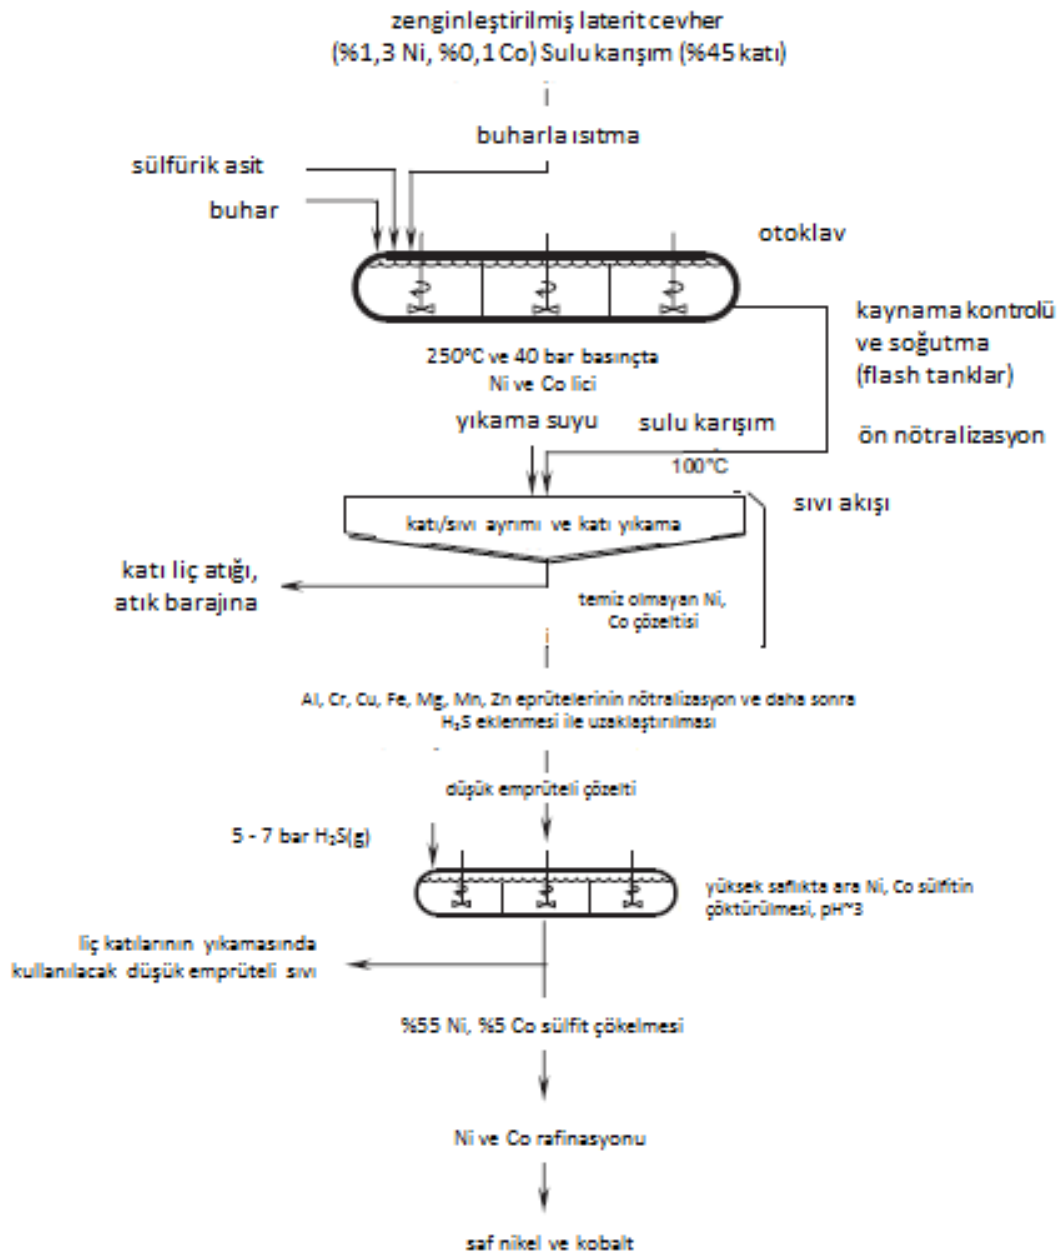 zenginleştirilmiş laterit cevher
(%1,3 Ni, %0,1 Co) Sulu karışım (%45 katı)
buharla ısıtma
sülfürik asit
buhar
otoklav
kaynama kontrolü
ve soğutma
(flash tanklar)
250°C ve 40 bar basınçta
Ni ve Co lici
yıkama suyu
sulu karışım
ön nötralizasyon
100°C
sıvı akışı
katı/sıvı ayrımı ve katı yıkama
katı liç atığı,
atık barajına
temiz olmayan Ni,
Co çözeltisi
Al, Cr, Cu, Fe, Mg, Mn, Zn eprütelerinin nötralizasyon ve daha sonra
H₂S eklenmesi ile uzaklaştırılması
düşük emprüteli çözelti
5 - 7 bar H₂S(g)
yüksek saflıkta ara Ni, Co sülfitin
çöktürülmesi, pH~3
liç katılarının yıkamasında
kullanılacak düşük emprüteli sıvı
%55 Ni, %5 Co sülfit çökelmesi
Ni ve Co rafinasyonu
saf nikel ve kobalt